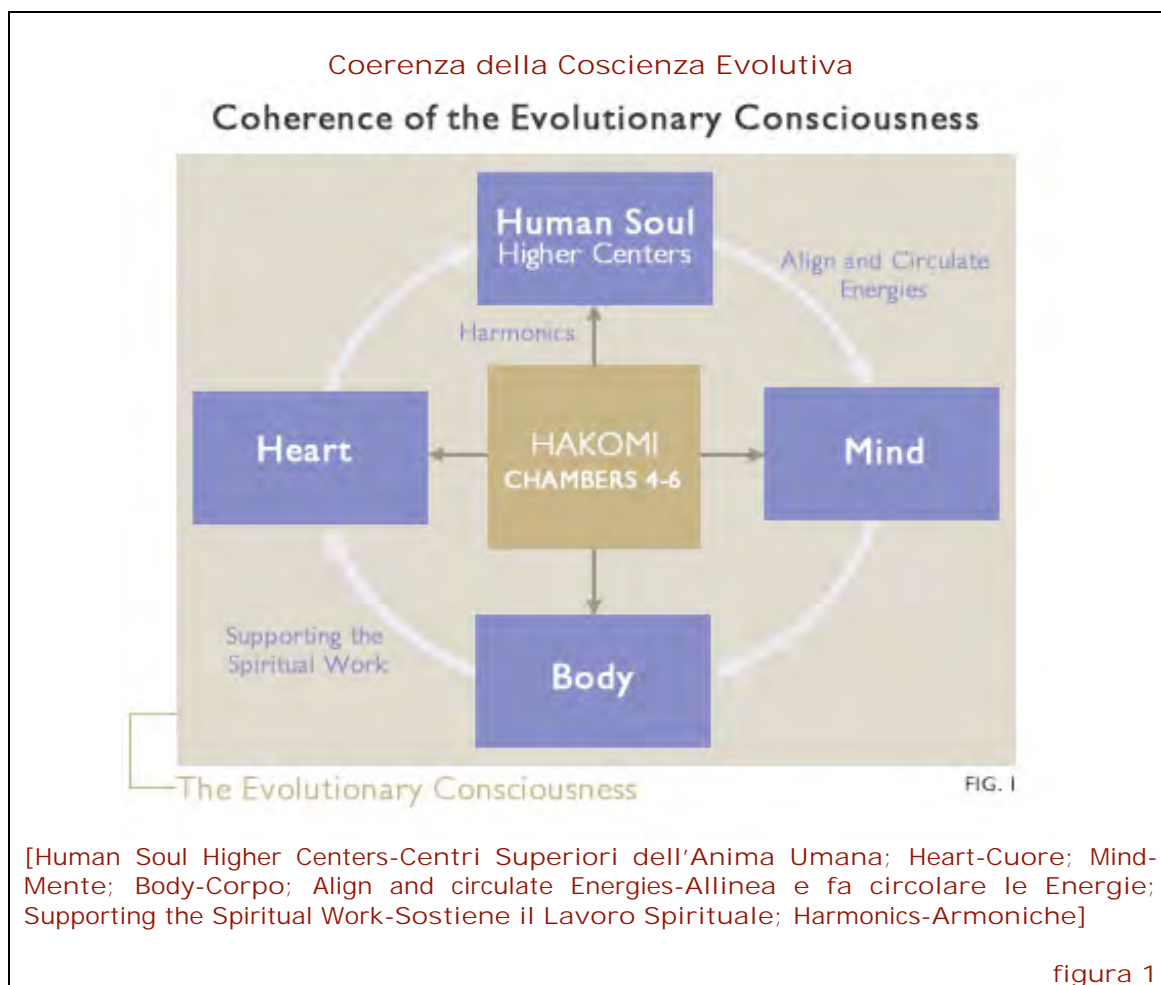 Coerenza della Coscienza Evolutiva
Coherence of the Evolutionary Consciousness
Human Soul
Higher Centers
Align and Circulate
Energies
Harmonics
Heart
HAKOMI
CHAMBERS 4-6
Mind
Supporting the
Spiritual Work
Body
The Evolutionary Consciousness
FIG. I
[Human Soul Higher Centers-Centri Superiori dell'Anima Umana; Heart-Cuore; Mind-
Mente; Body-Corpo; Align and circulate Energies-Allinea e fa circolare le Energie;
Supporting the Spiritual Work-Sostiene il Lavoro Spirituale; Harmonics-Armoniche]
figura 1